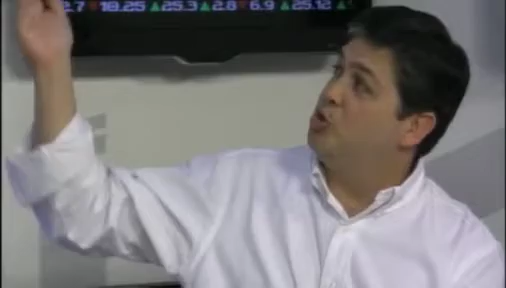 2.7 ▼ 18.25 ▲ 25.3 ▲ 2.8 ▼ 6.9 ▲ 25.12 ▲